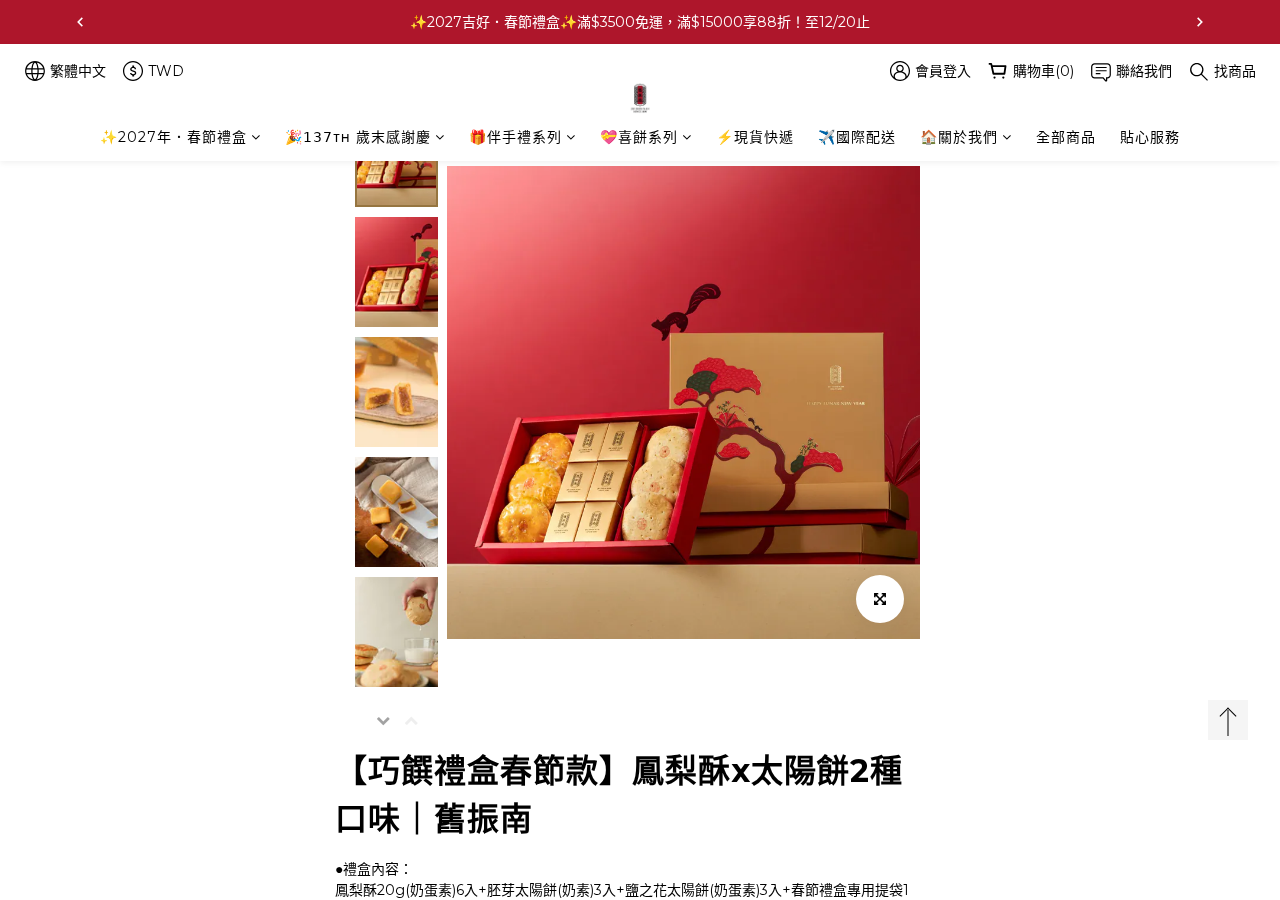 ✨2027吉好．春節禮盒✨滿$3500免運，滿$15000享88折！至12/20止
繁體中文 TWD 會員登入 購物車(0) 聯絡我們 找商品
✨2027年．春節禮盒 🎉137ᴛʜ 歲末感謝慶 🎁伴手禮系列 💝喜餅系列 ⚡現貨快遞 ✈️國際配送 🏠關於我們 全部商品 貼心服務
【巧饌禮盒春節款】鳳梨酥x太陽餅2種
口味｜舊振南
●禮盒內容：
鳳梨酥20g(奶蛋素)6入+胚芽太陽餅(奶素)3入+鹽之花太陽餅(奶蛋素)3入+春節禮盒專用提袋1